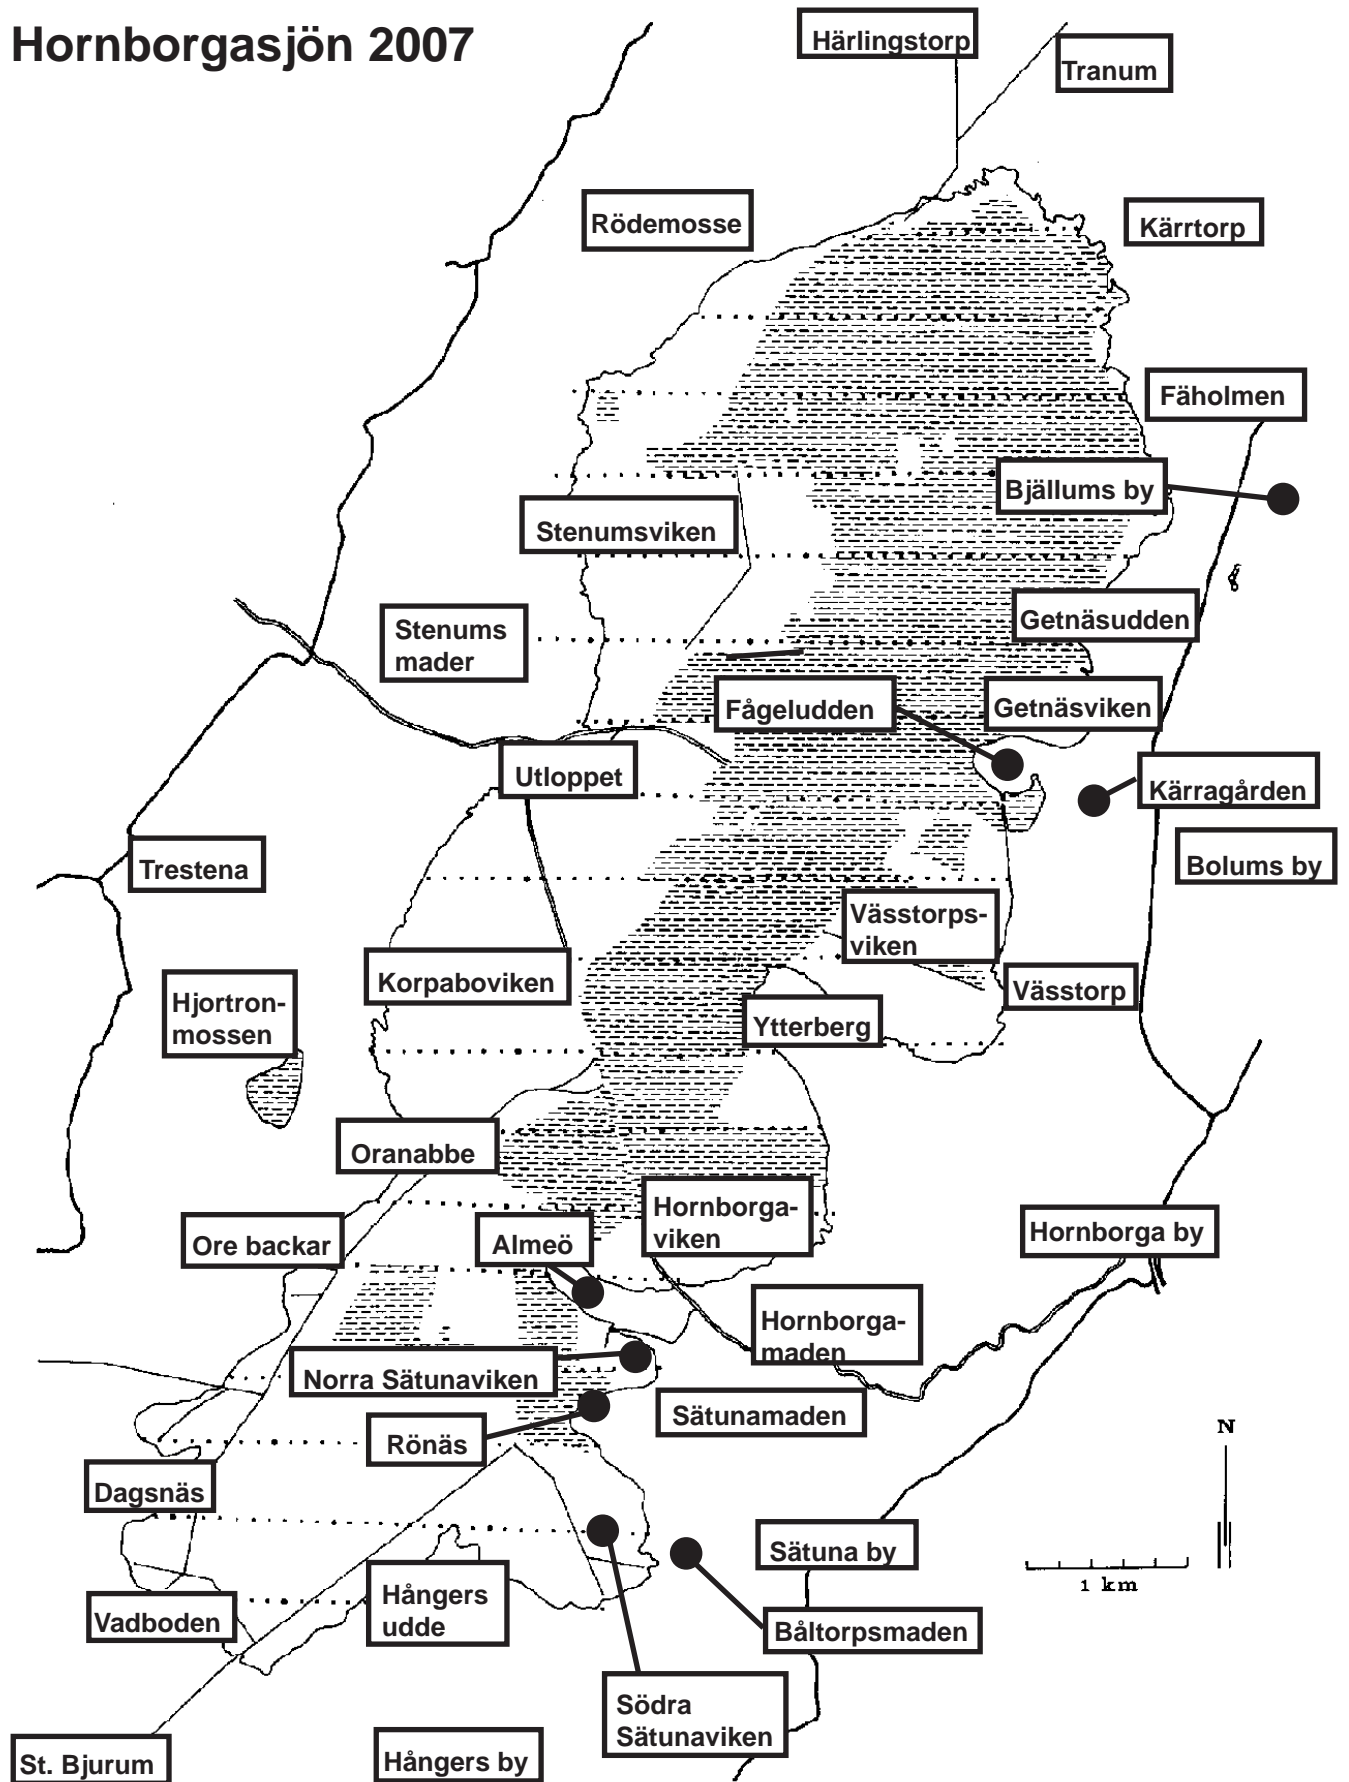 Hornborgasjön 2007
Härlingstorp
Tranum
Rödemosse
Kärrtorp
Fäholmen
Bjällums by
Stenumsviken
Getnäsudden
Stenums
mader
Fågeludden
Getnäsviken
Utloppet
Kärragården
Trestena
Bolums by
Vässtorps-
viken
Korpaboviken
Vässtorp
Hjortron-
mossen
Ytterberg
Oranabbe
Hornborga-
viken
Hornborga by
Ore backar
Almeö
Hornborga-
maden
Norra Sätunaviken
Sätunamaden
Rönäs
N
Dagsnäs
Sätuna by
1 km
Hångers
udde
Vadboden
Båltorpsmaden
Södra
Sätunaviken
St. Bjurum
Hångers by